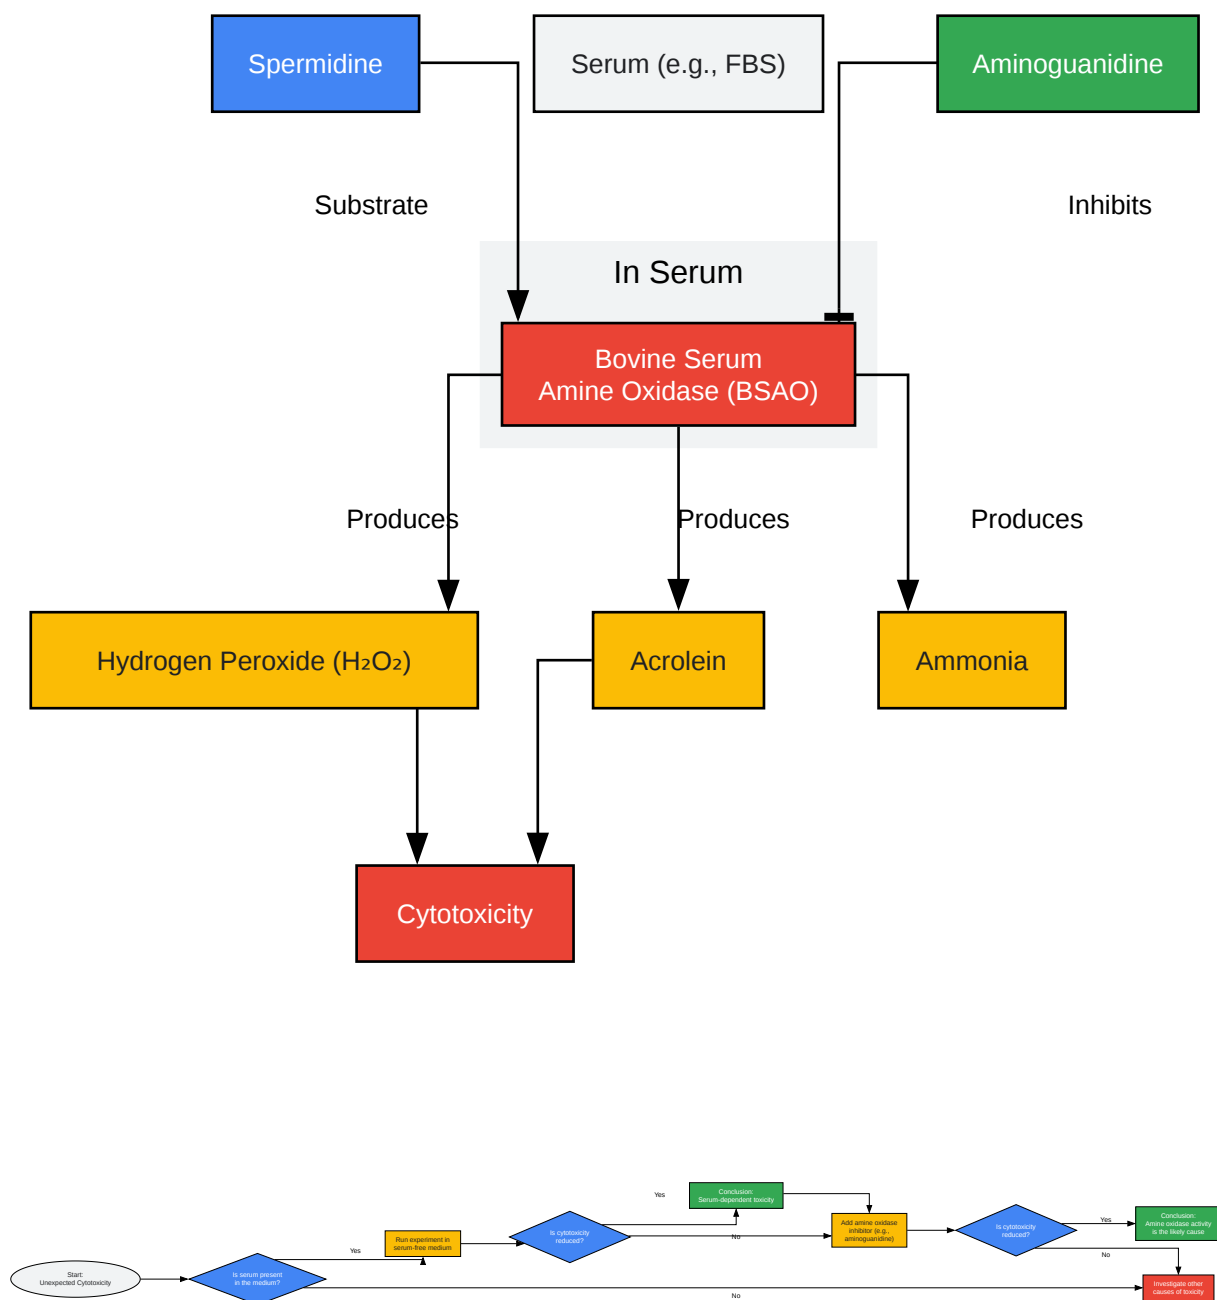 Spermidine
Serum (e.g., FBS)
Aminoguanidine
Substrate
Inhibits
In Serum
Bovine Serum
Amine Oxidase (BSAO)
Produces
Produces
Produces
Hydrogen Peroxide (H₂O₂)
Acrolein
Ammonia
Cytotoxicity
Start:
Unexpected Cytotoxicity
Is serum present
in the medium?
Yes
Run experiment in
serum-free medium
Is cytotoxicity
reduced?
Yes
Conclusion:
Serum-dependent toxicity
No
Add amine oxidase
inhibitor (e.g.,
aminoguanidine)
Is cytotoxicity
reduced?
Yes
Conclusion:
Amine oxidase activity
is the likely cause
No
Investigate other
causes of toxicity
No